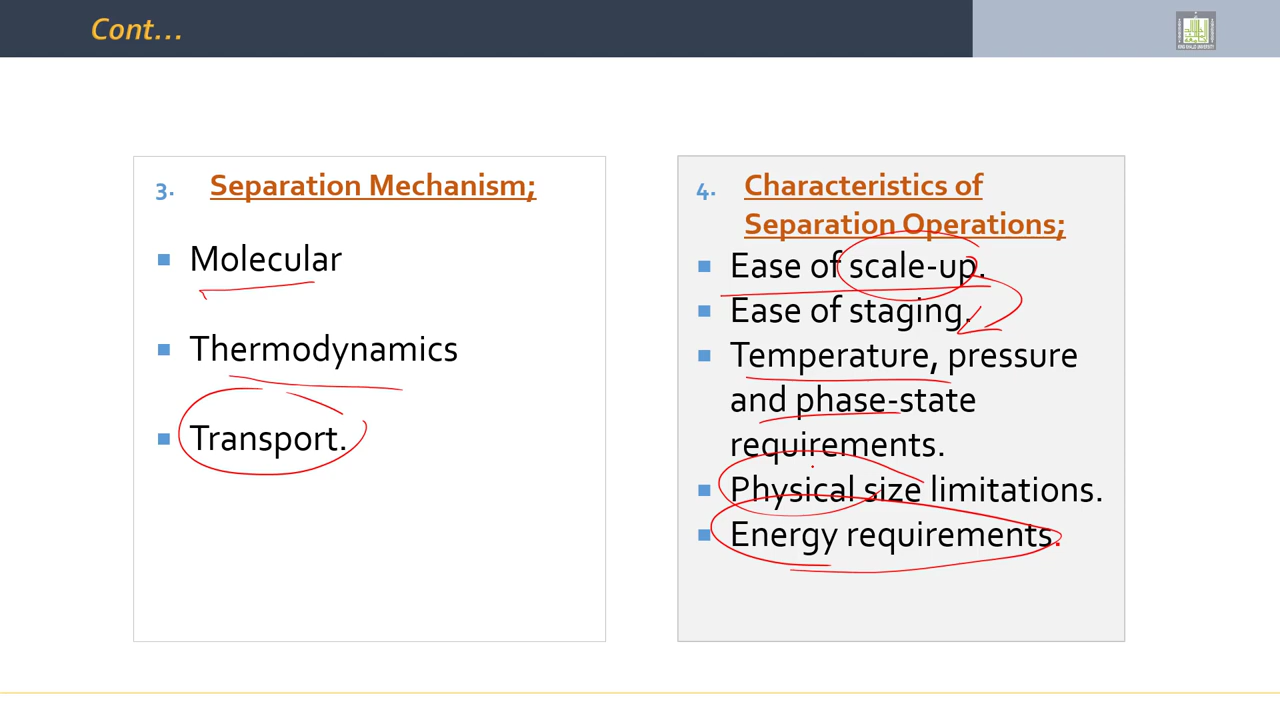 Cont...
3. Separation Mechanism;
Molecular
Thermodynamics
Transport.
4. Characteristics of
Separation Operations;
Ease of scale-up.
Ease of staging.
Temperature, pressure
and phase-state
requirements.
Physical size limitations.
Energy requirements.